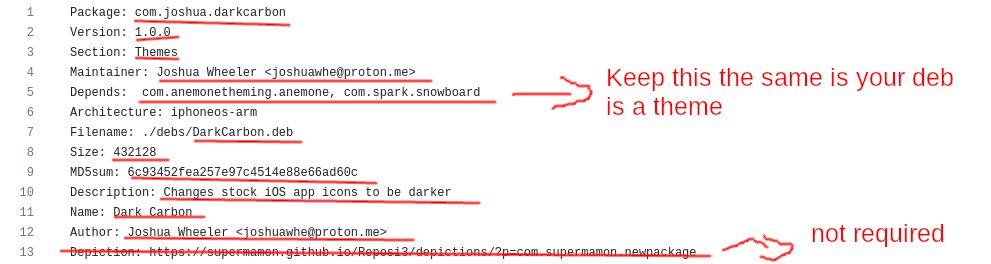 1 Package: com.joshua.darkcarbon
2 Version: 1.0.0
3 Section: Themes
4 Maintainer: Joshua Wheeler <joshuawhe@proton.me>
5 Depends:  com.anemonetheming.anemone, com.spark.snowboard
Keep this the same is your deb
is a theme
6 Architecture: iphoneos-arm
7 Filename: ./debs/DarkCarbon.deb
8 Size: 432128
9 MD5sum: 6c93452fea257e97c4514e88e66ad60c
10 Description: Changes stock iOS app icons to be darker
11 Name: Dark Carbon
12 Author: Joshua Wheeler <joshuawhe@proton.me>
13 Depiction: https://supermamon.github.io/Reposi3/depictions/?p=com.supermamon.newpackage
not required